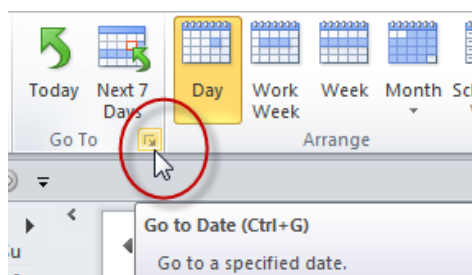 Today Next 7 Days Day Work Week Week Month
Go To Arrange
Su
Go to Date (Ctrl+G)
Go to a specified date.